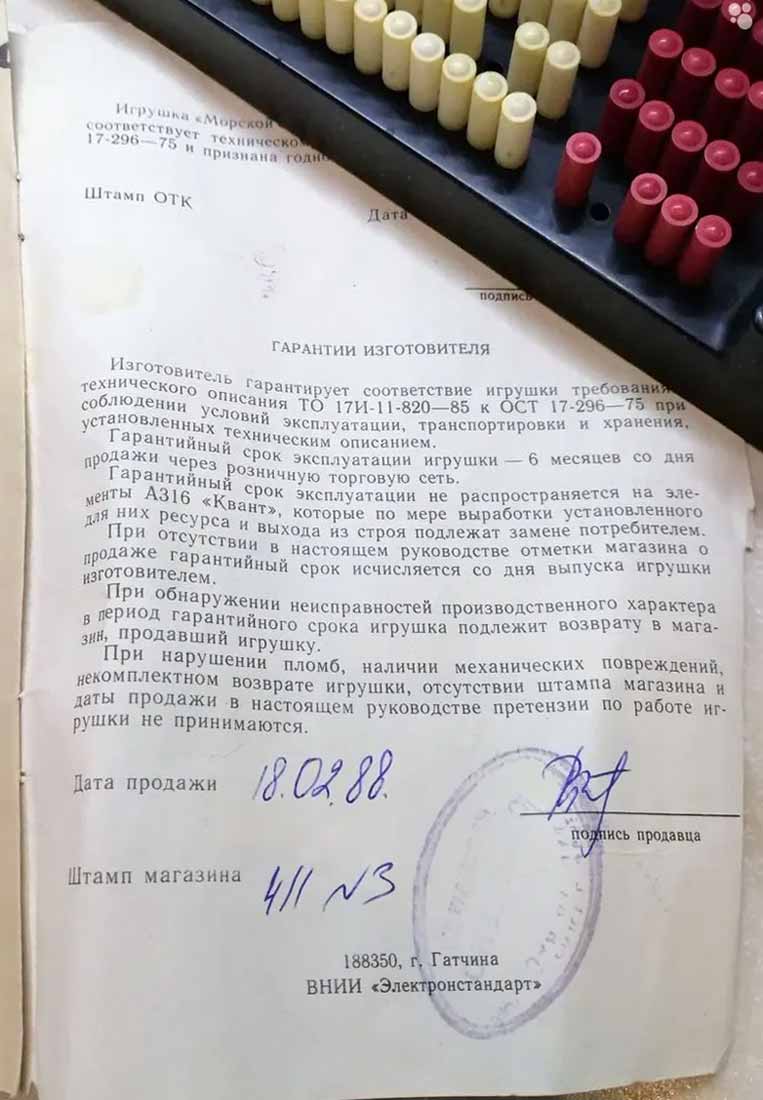 Игрушка «Морской
соответствует техническом
17-296—75 и признана годно
Штамп ОТК
Дата
подпись
ГАРАНТИИ ИЗГОТОВИТЕЛЯ
Изготовитель гарантирует соответствие игрушки требования
технического описания ТО 17И-11-820—85 к ОСТ 17-296—75 при
соблюдении условий эксплуатации, транспортировки и хранения,
установленных техническим описанием.
Гарантийный срок эксплуатации игрушки — 6 месяцев со дня
продажи через розничную торговую сеть.
Гарантийный срок эксплуатации не распространяется на эле-
менты А316 «Квант», которые по мере выработки установленного
для них ресурса и выхода из строя подлежат замене потребителем.
При отсутствии в настоящем руководстве отметки магазина о
продаже гарантийный срок исчисляется со дня выпуска игрушки
изготовителем.
При обнаружении неисправностей производственного характера
в период гарантийного срока игрушка подлежит возврату в мага-
зин, продавший игрушку.
При нарушении пломб, наличии механических повреждений,
некомплектном возврате игрушки, отсутствии штампа магазина и
даты продажи в настоящем руководстве претензии по работе иг-
рушки не принимаются.
Дата продажи 18.02.88.
подпись продавца
Штамп магазина 411 N3
188350, г. Гатчина
ВНИИ «Электронстандарт»